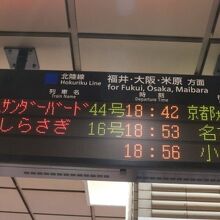 北陸線 福井・大阪・米原 方面
Hokuriku Line for Fukui, Osaka, Maibara
列車名 時刻
Train Name Departure Time
サンダーバード 44号 18:42 京都
しらさぎ 16号 18:53 名
18:56 小